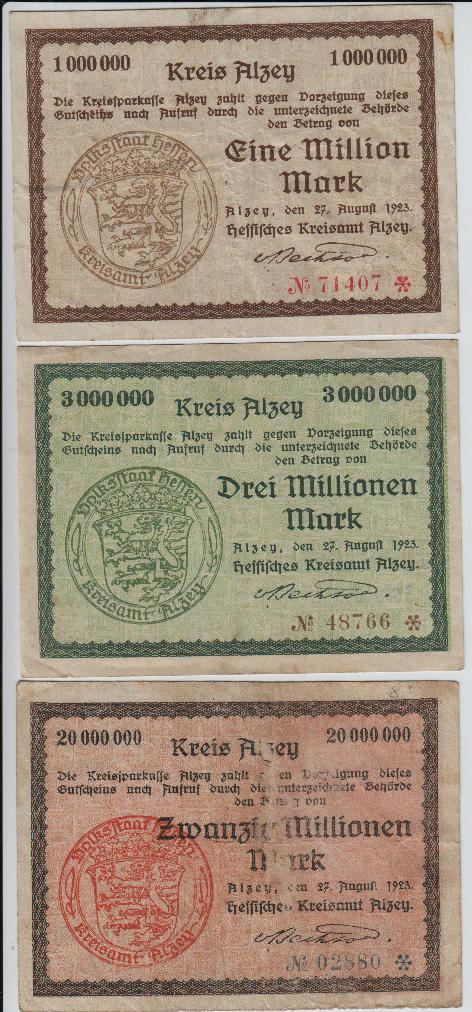 1 000 000 1 000 000
Kreis Alzey
Die Kreissparkasse Alzey zahlt gegen Vorzeigung dieses
Gutscheins nach Aufruf durch die unterzeichnete Behörde
den Betrag von
Eine Million
Mark
Alzey, den 27. August 1923.
Hessisches Kreisamt Alzey.
Volksstaat Hessen
Kreisamt Alzey
№ 71407
3 000 000 3 000 000
Kreis Alzey
Die Kreissparkasse Alzey zahlt gegen Vorzeigung dieses
Gutscheins nach Aufruf durch die unterzeichnete Behörde
den Betrag von
Drei Millionen
Mark
Alzey, den 27. August 1923.
Hessisches Kreisamt Alzey.
Volksstaat Hessen
Kreisamt Alzey
№ 48766
8
20 000 000 20 000 000
Kreis Alzey
Die Kreissparkasse Alzey zahlt gegen Vorzeigung dieses
Gutscheins nach Aufruf durch die unterzeichnete Behörde
den Betrag von
Zwanzig Millionen
Mark
Alzey, den 27. August 1923.
Hessisches Kreisamt Alzey.
Volksstaat Hessen
Kreisamt Alzey
№ 02880